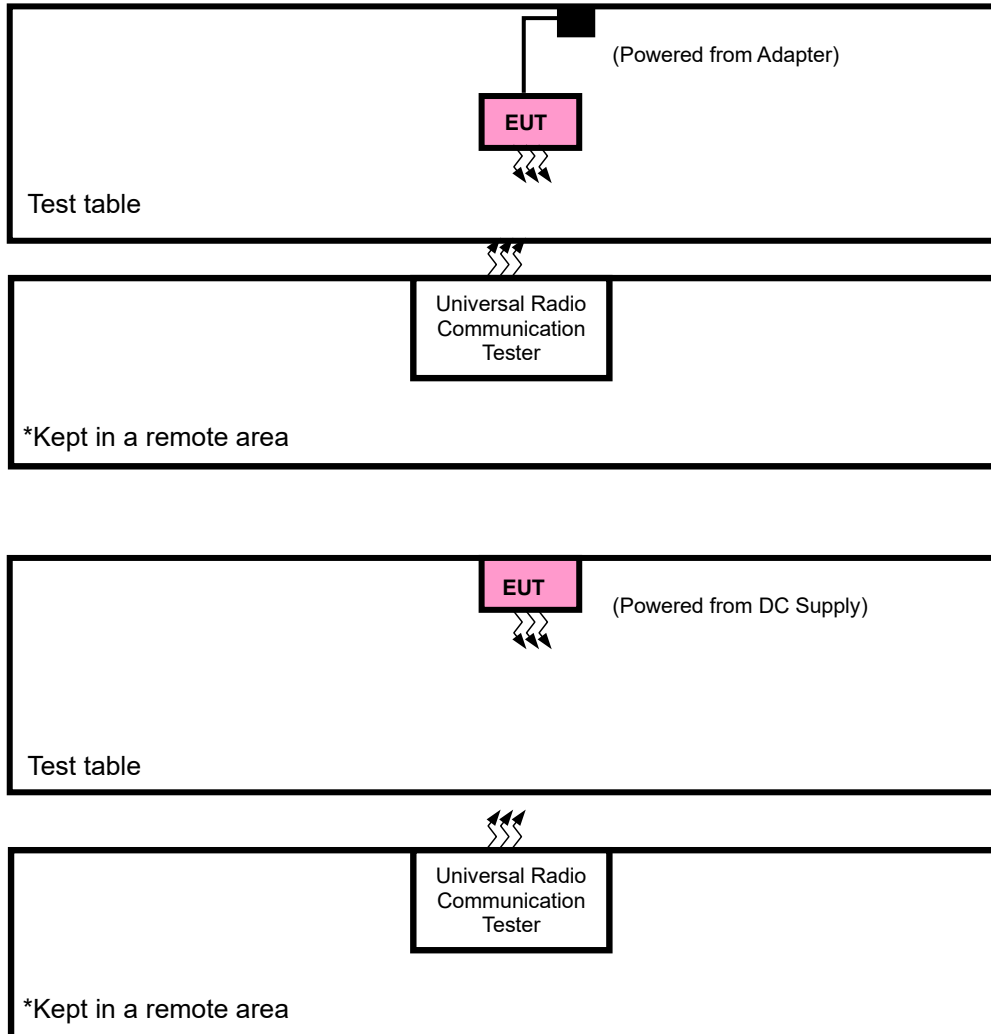 (Powered from Adapter)
EUT
Test table
Universal Radio
Communication
Tester
*Kept in a remote area
EUT
(Powered from DC Supply)
Test table
Universal Radio
Communication
Tester
*Kept in a remote area